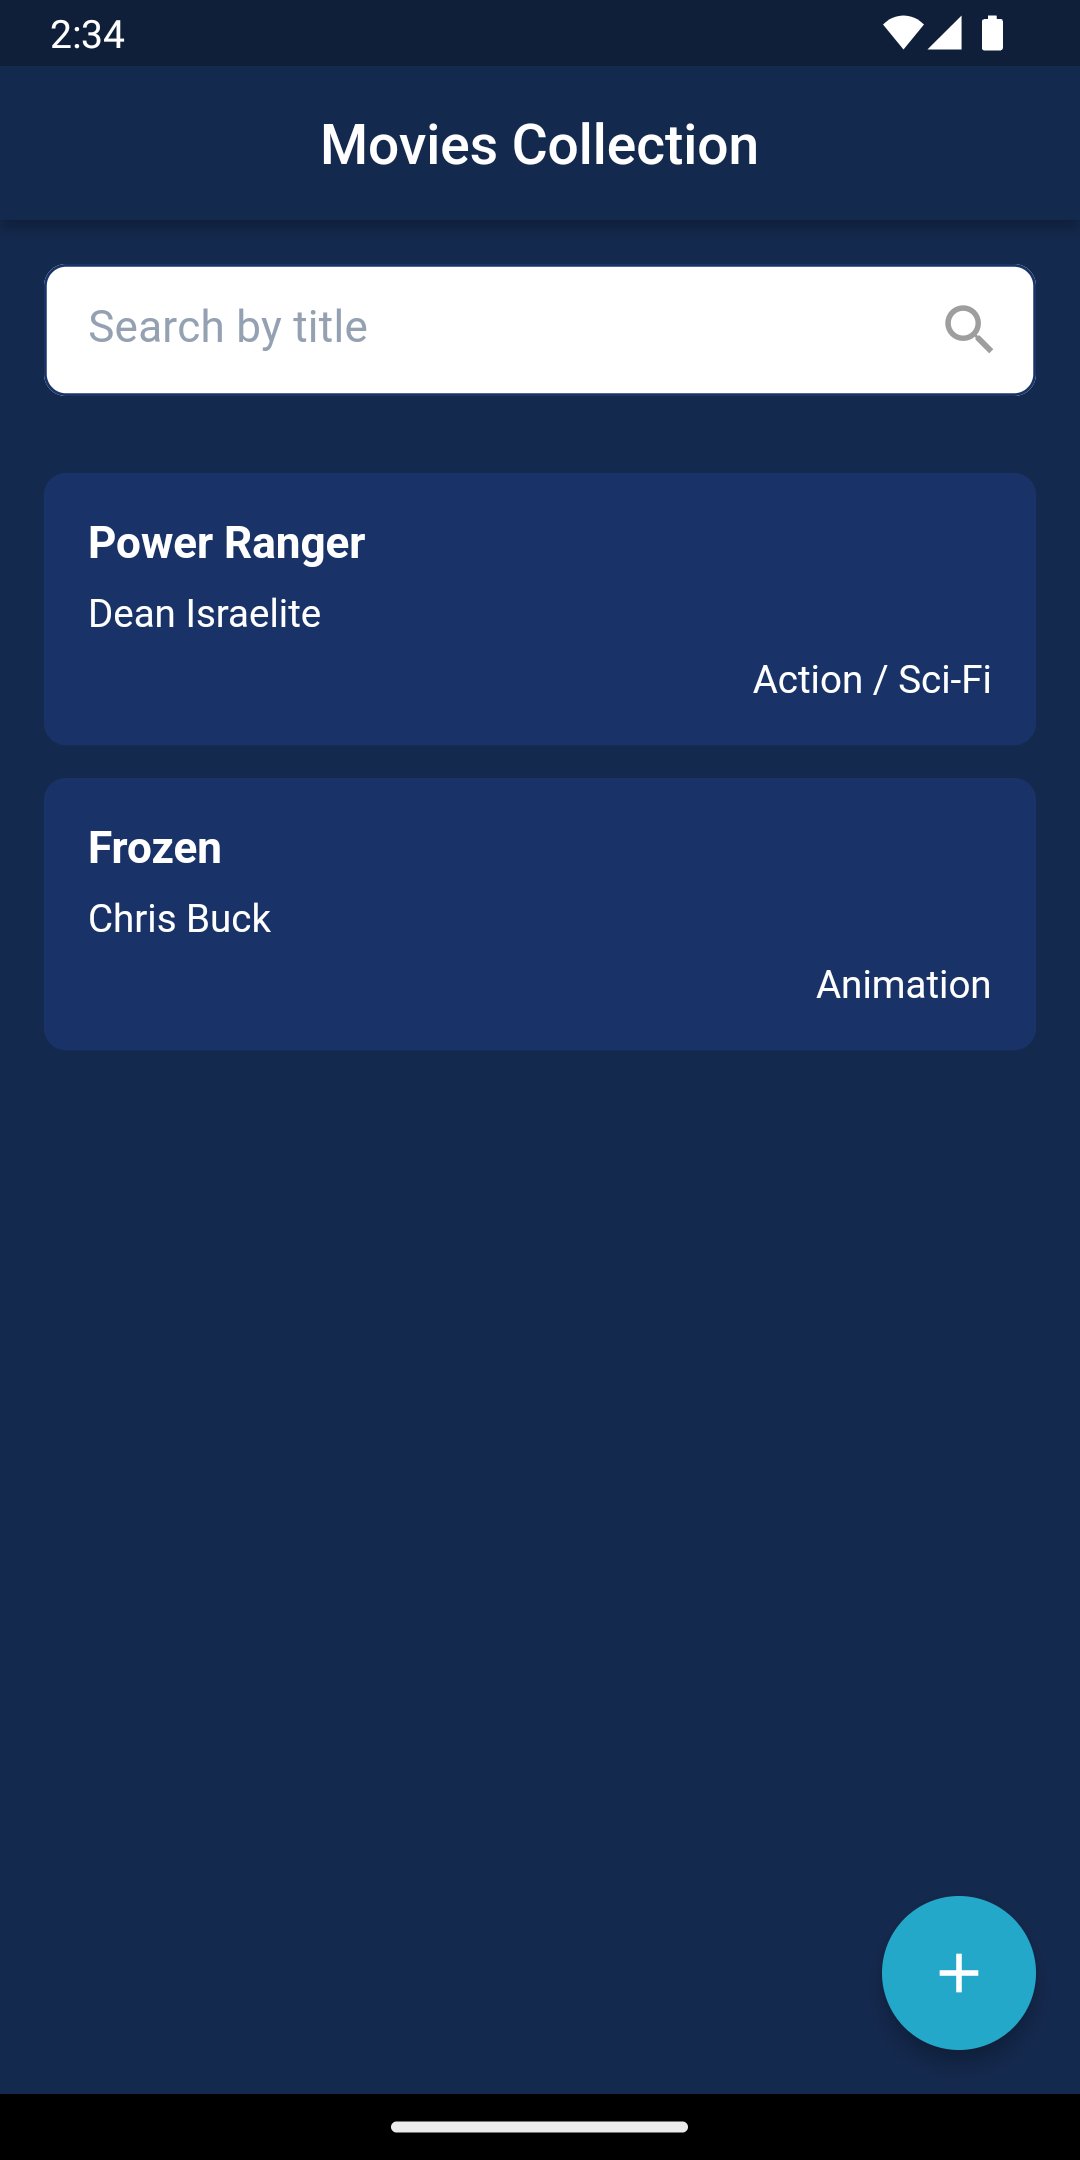 2:34
Movies Collection
Search by title
Power Ranger
Dean Israelite
Action / Sci-Fi
Frozen
Chris Buck
Animation